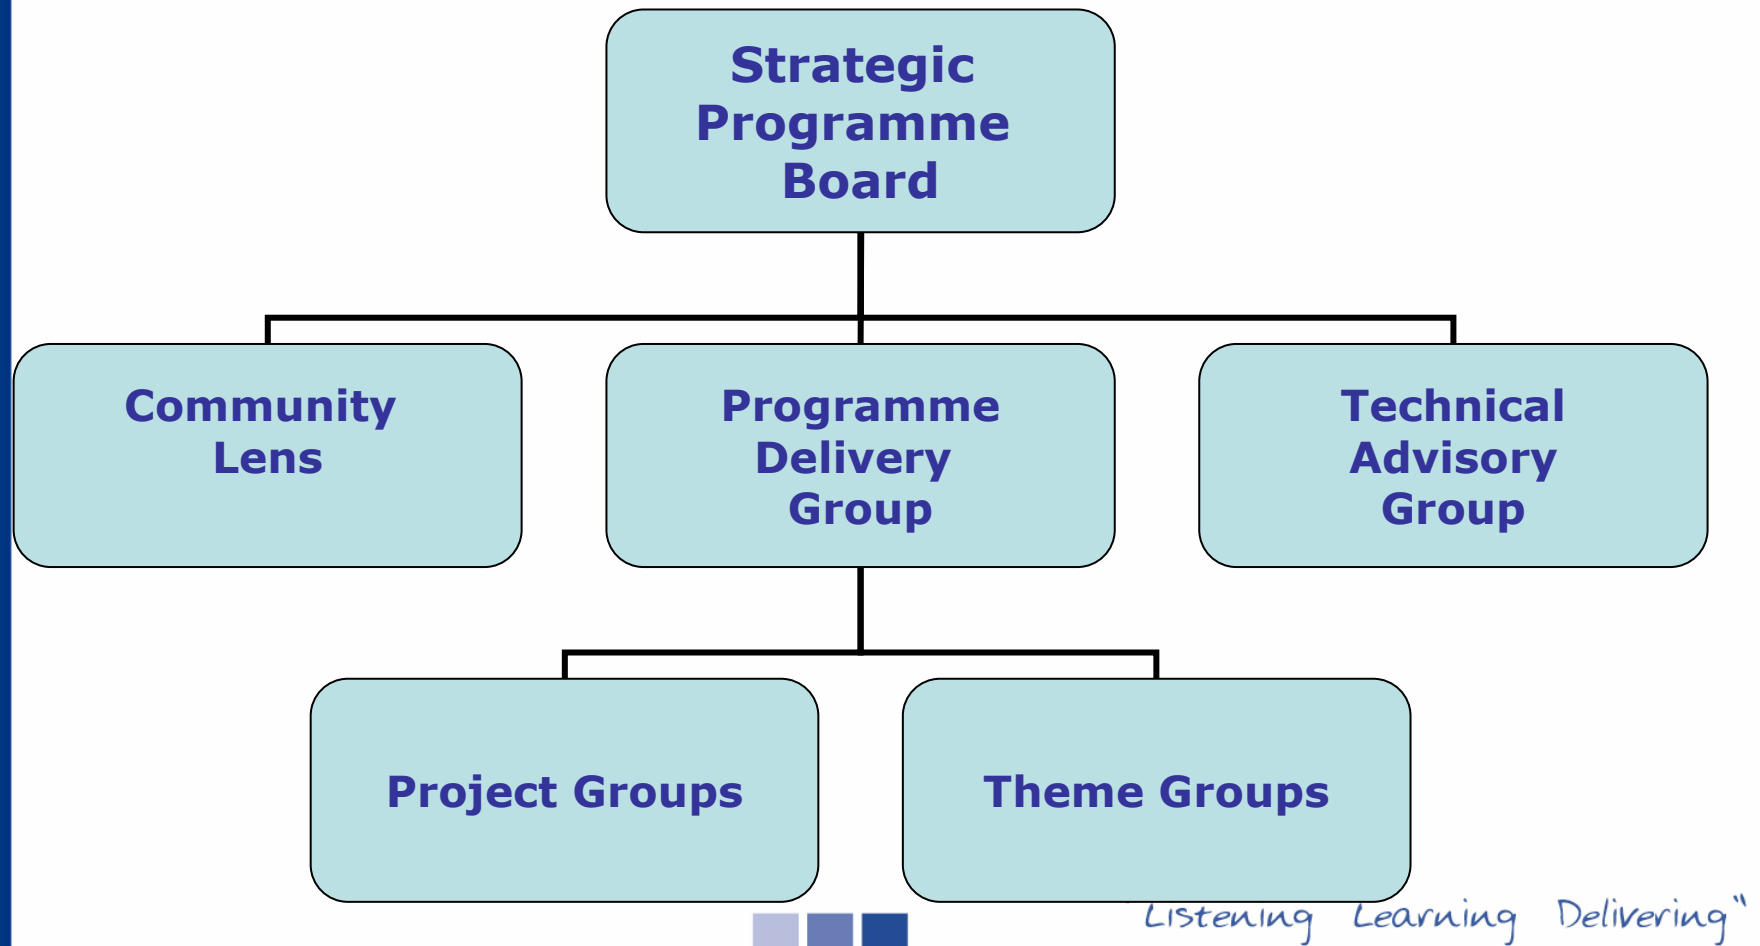 Strategic
Programme
Board
Community
Lens
Programme
Delivery
Group
Technical
Advisory
Group
Project Groups
Theme Groups
Listening Learning Delivering"